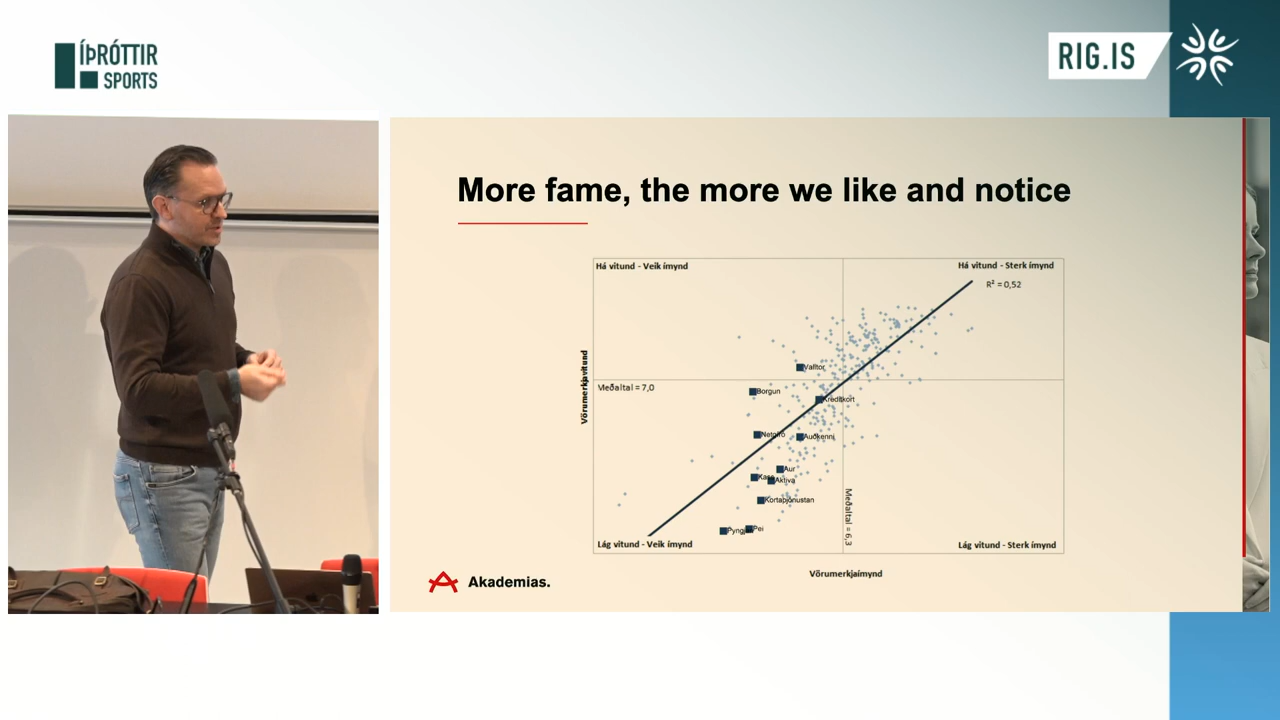 ÍÞRÓTTIR
SPORTS
RIG.IS
More fame, the more we like and notice
Há vitund - Veik ímynd
Há vitund - Sterk ímynd
R² = 0,52
Valitor
Vörumerkjavitund
Meðaltal = 7,0
Borgun
Kreditkort
Netgíró
Auðkenni
Aur
Kass
Aktiva
Kortaþjónustan
Meðaltal = 6,3
Pei
Lág vitund - Veik ímynd
Lág vitund - Sterk ímynd
Vörumerkjaímynd
Akademias.